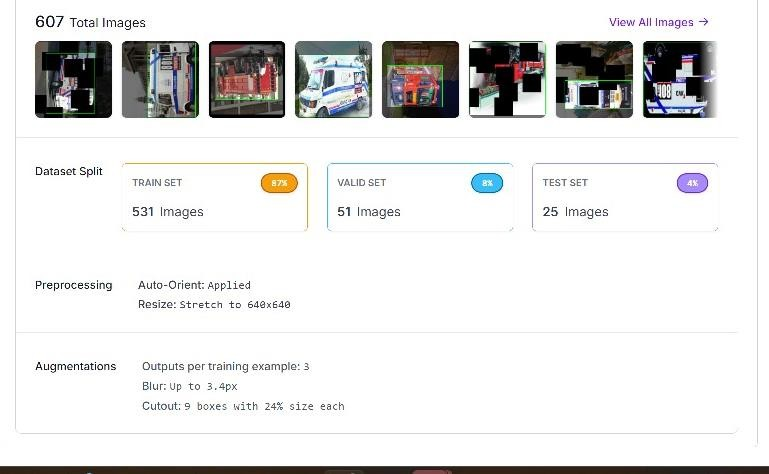 607 Total Images
View All Images →
Dataset Split
TRAIN SET 87%
531 Images
VALID SET 8%
51 Images
TEST SET 4%
25 Images
Preprocessing
Auto-Orient: Applied
Resize: Stretch to 640x640
Augmentations
Outputs per training example: 3
Blur: Up to 3.4px
Cutout: 9 boxes with 24% size each